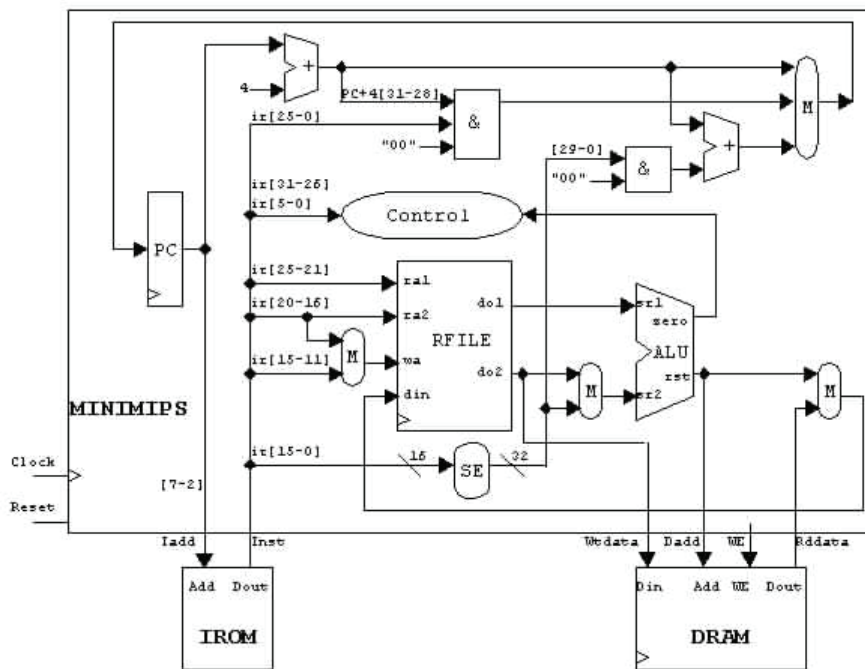 +
4
PC+4[31-28]
M
ir[25-0]
&
+
"00"
[29-0]
&
"00"
ir[31-26]
ir[5-0]
Control
PC
ir[25-21]
ra1
do1
sr1
zero
ir[20-16]
ra2
RFILE
ALU
M
ir[15-11]
wa
do2
M
rst
M
din
sr2
MINIMIPS
ir[15-0]
16
SE
32
Clock
[7-2]
Reset
Iadd
Inst
Wtdata
Dadd
WE
Rddata
Add
Dout
Din
Add
WE
Dout
IROM
DRAM